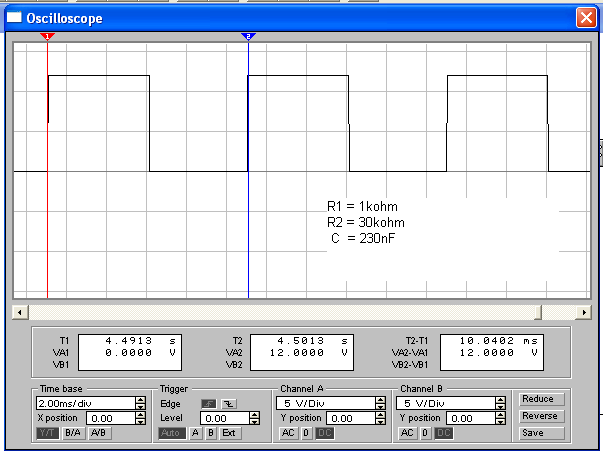 Oscilloscope
1 2
R1 = 1kohm
R2 = 30kohm
C = 230nF
T1 4.4913 s T2 4.5013 s T2-T1 10.0402 ms
VA1 0.0000 V VA2 12.0000 V VA2-VA1 12.0000 V
VB1 VB2 VB2-VB1
Time base Trigger Channel A Channel B
2.00ms/div Edge 5 V/Div 5 V/Div Reduce
X position 0.00 Level 0.00 Y position 0.00 Y position 0.00 Reverse
Y/T B/A A/B Auto A B Ext AC 0 DC AC 0 DC Save